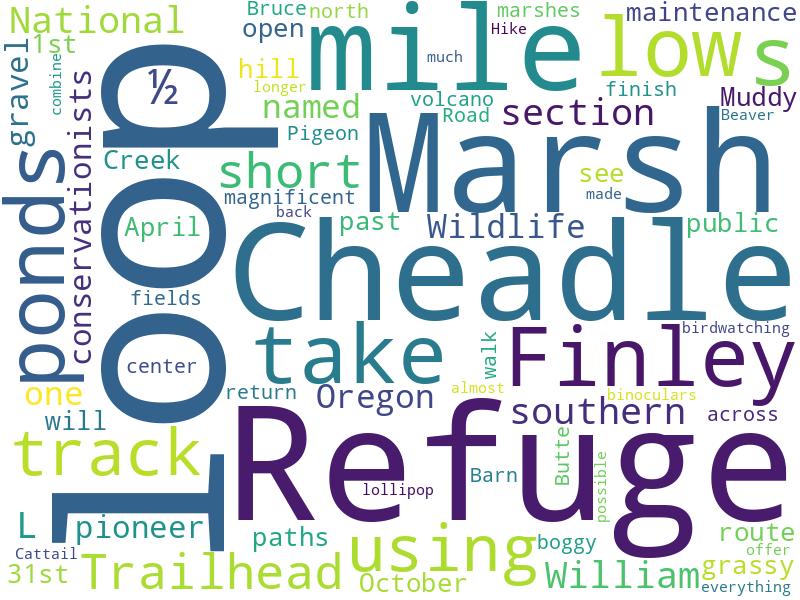 National
Bruce
north
marshes
maintenance
1st
open
mile
Hike
low
s
gravel
combine
½
hill
longer
much
finish
volcano
Muddy
named
Road
section
Beaver
conservationists
Pigeon
loop
Creek
short
Marsh
see
made
magnificent
back
past
Wildlife
public
April
ponds
Cheadle
fields
center
take
Finley
birdwatching
walk
one
return
Oregon
almost
binoculars
southern
across
will
track
Refuge
Butte
possible
Barn
lollipop
L
pioneer
paths
using
boggy
route
offer
Cattail
31st
Trailhead
October
William
grassy
everything